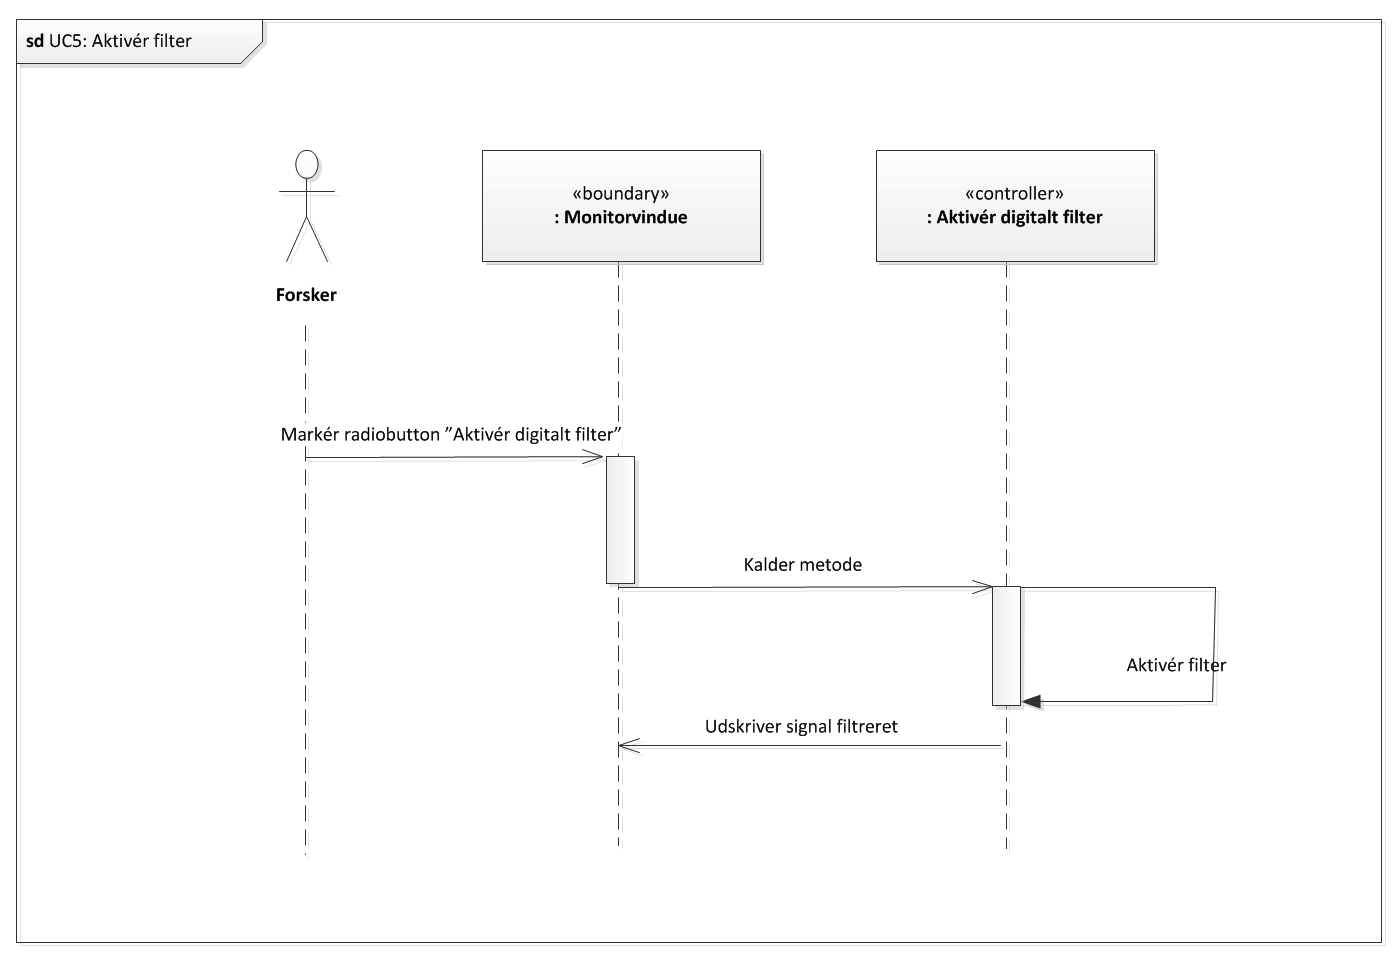 sd UC5: Aktivér filter
«boundary»
: Monitorvindue
«controller»
: Aktivér digitalt filter
Forsker
Markér radiobutton ”Aktivér digitalt filter”
Kalder metode
Aktivér filter
Udskriver signal filtreret